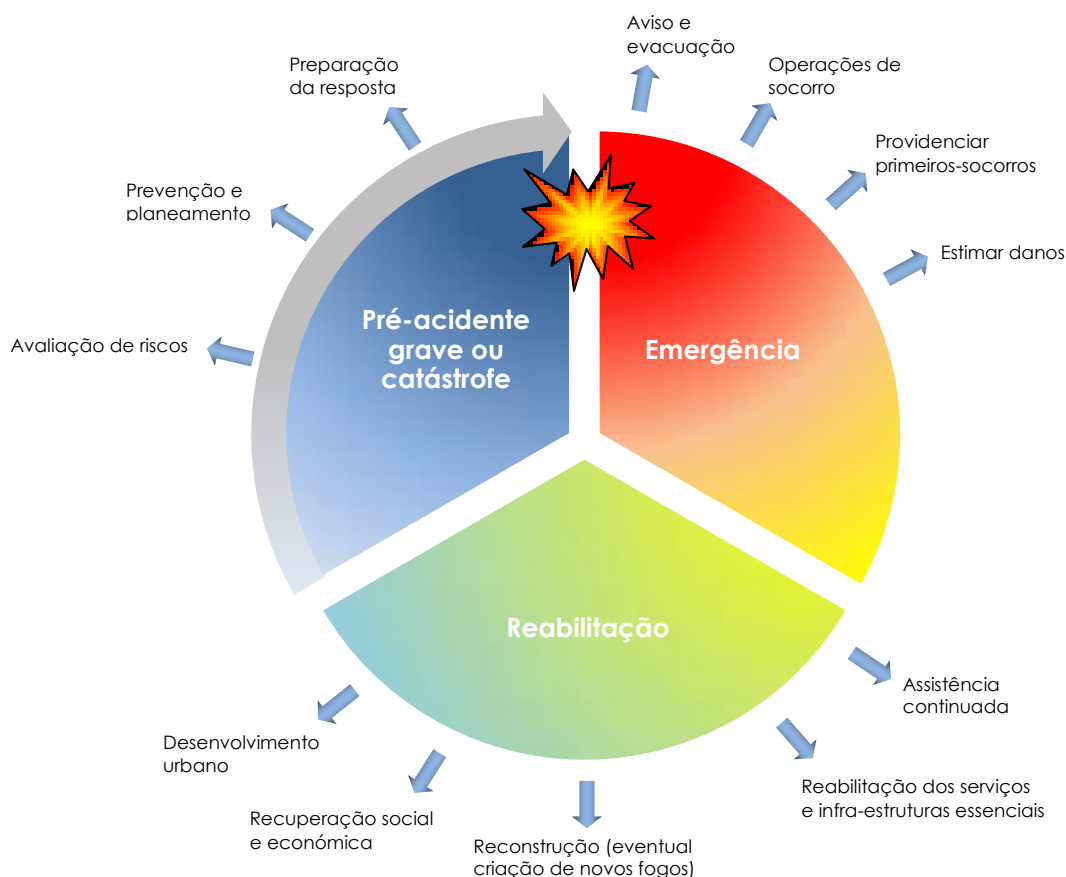 Aviso e
evacuação
Preparação
da resposta
Operações de
socorro
Providenciar
primeiros-socorros
Prevenção e
planeamento
Estimar danos
Avaliação de riscos
Pré-acidente
grave ou
catástrofe
Emergência
Reabilitação
Assistência
continuada
Desenvolvimento
urbano
Reabilitação dos serviços
e infra-estruturas essenciais
Recuperação social
e económica
Reconstrução (eventual
criação de novos fogos)